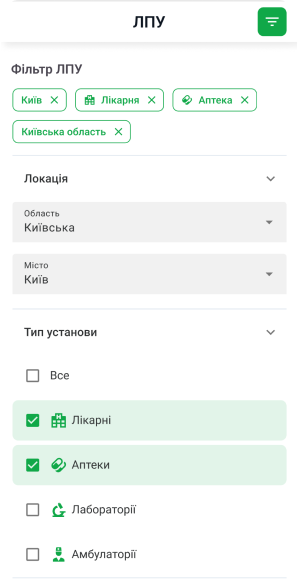 ЛПУ
Фільтр ЛПУ
Київ
Лікарня
Аптека
Київська область
Локація
Область
Київська
Місто
Київ
Тип установи
Все
Лікарні
Аптеки
Лабораторії
Амбулаторії